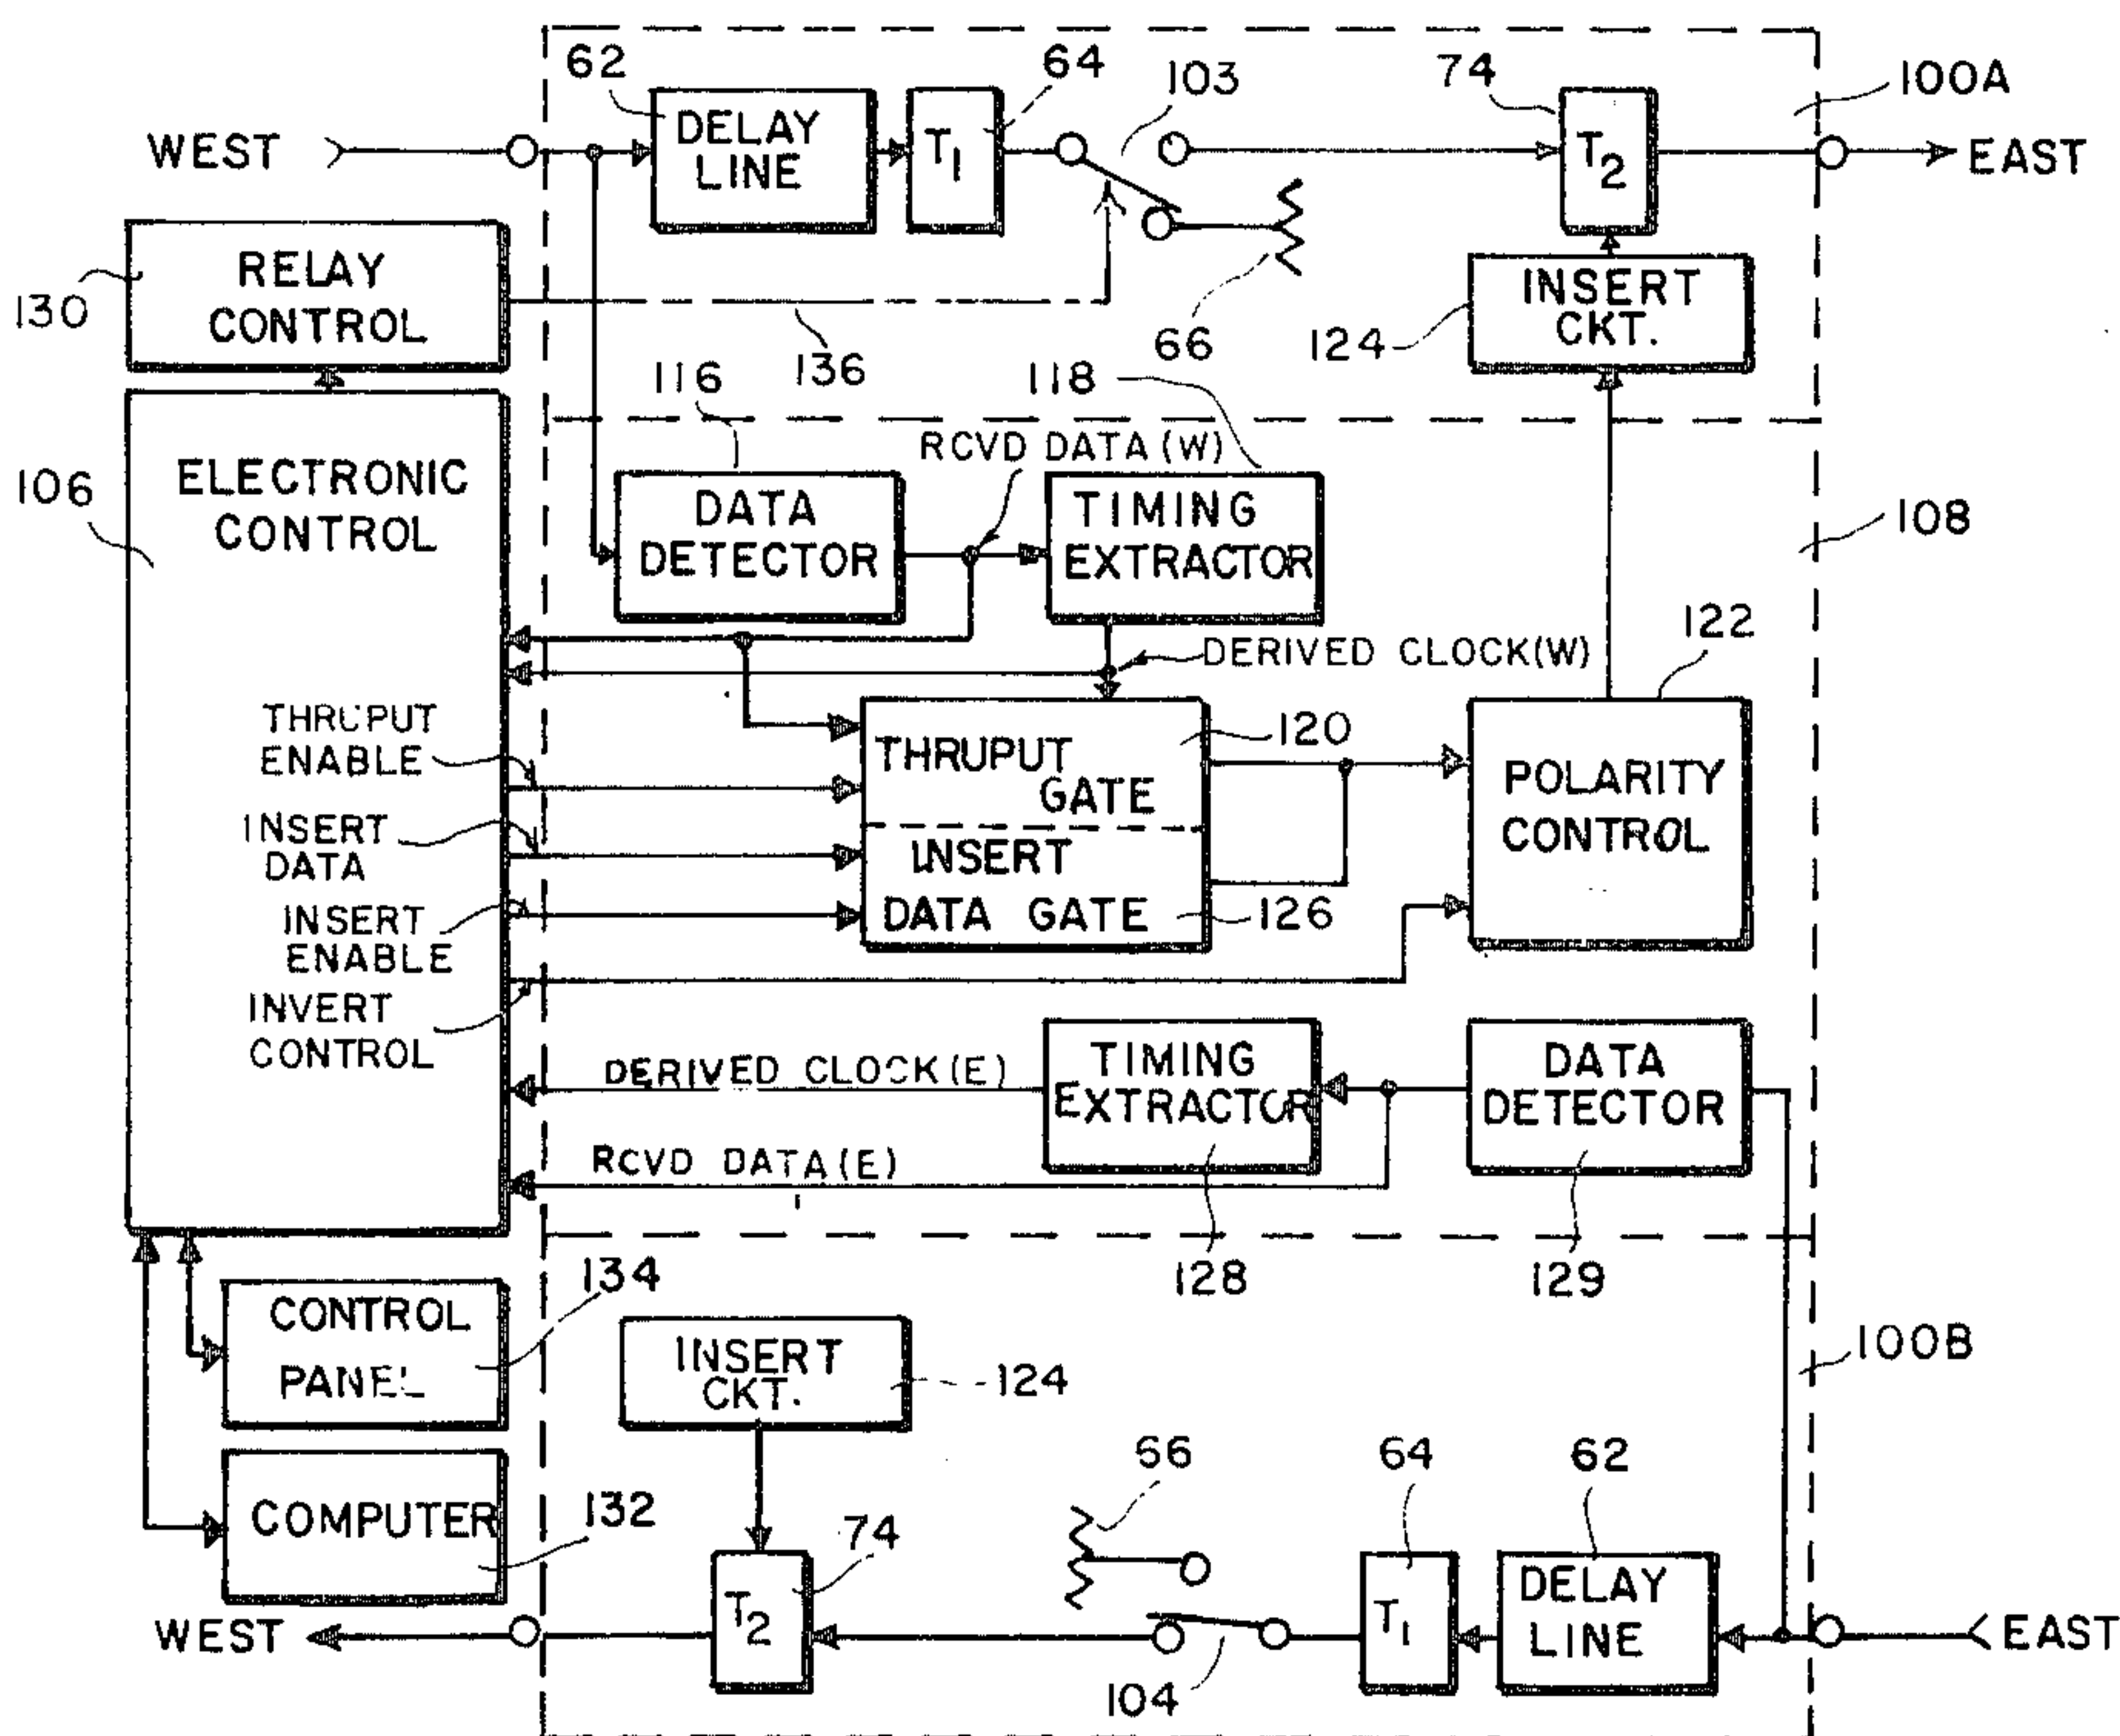 62
64
103
74
100A
WEST
DELAY
LINE
T1
T2
EAST
RELAY
CONTROL
130
INSERT
CKT.
124
66
136
116
118
RCVD DATA (W)
106
ELECTRONIC
CONTROL
DATA
DETECTOR
TIMING
EXTRACTOR
108
DERIVED CLOCK(W)
122
THRUPUT
ENABLE
THRUPUT
GATE
120
POLARITY
CONTROL
INSERT
DATA
INSERT
DATA GATE
126
INSERT
ENABLE
INVERT
CONTROL
DERIVED CLOCK(E)
TIMING
EXTRACTOR
DATA
DETECTOR
RCVD DATA(E)
128
129
134
CONTROL
PANEL
INSERT
CKT.
124
100B
66
64
62
COMPUTER
132
74
T2
T1
DELAY
LINE
WEST
104
EAST